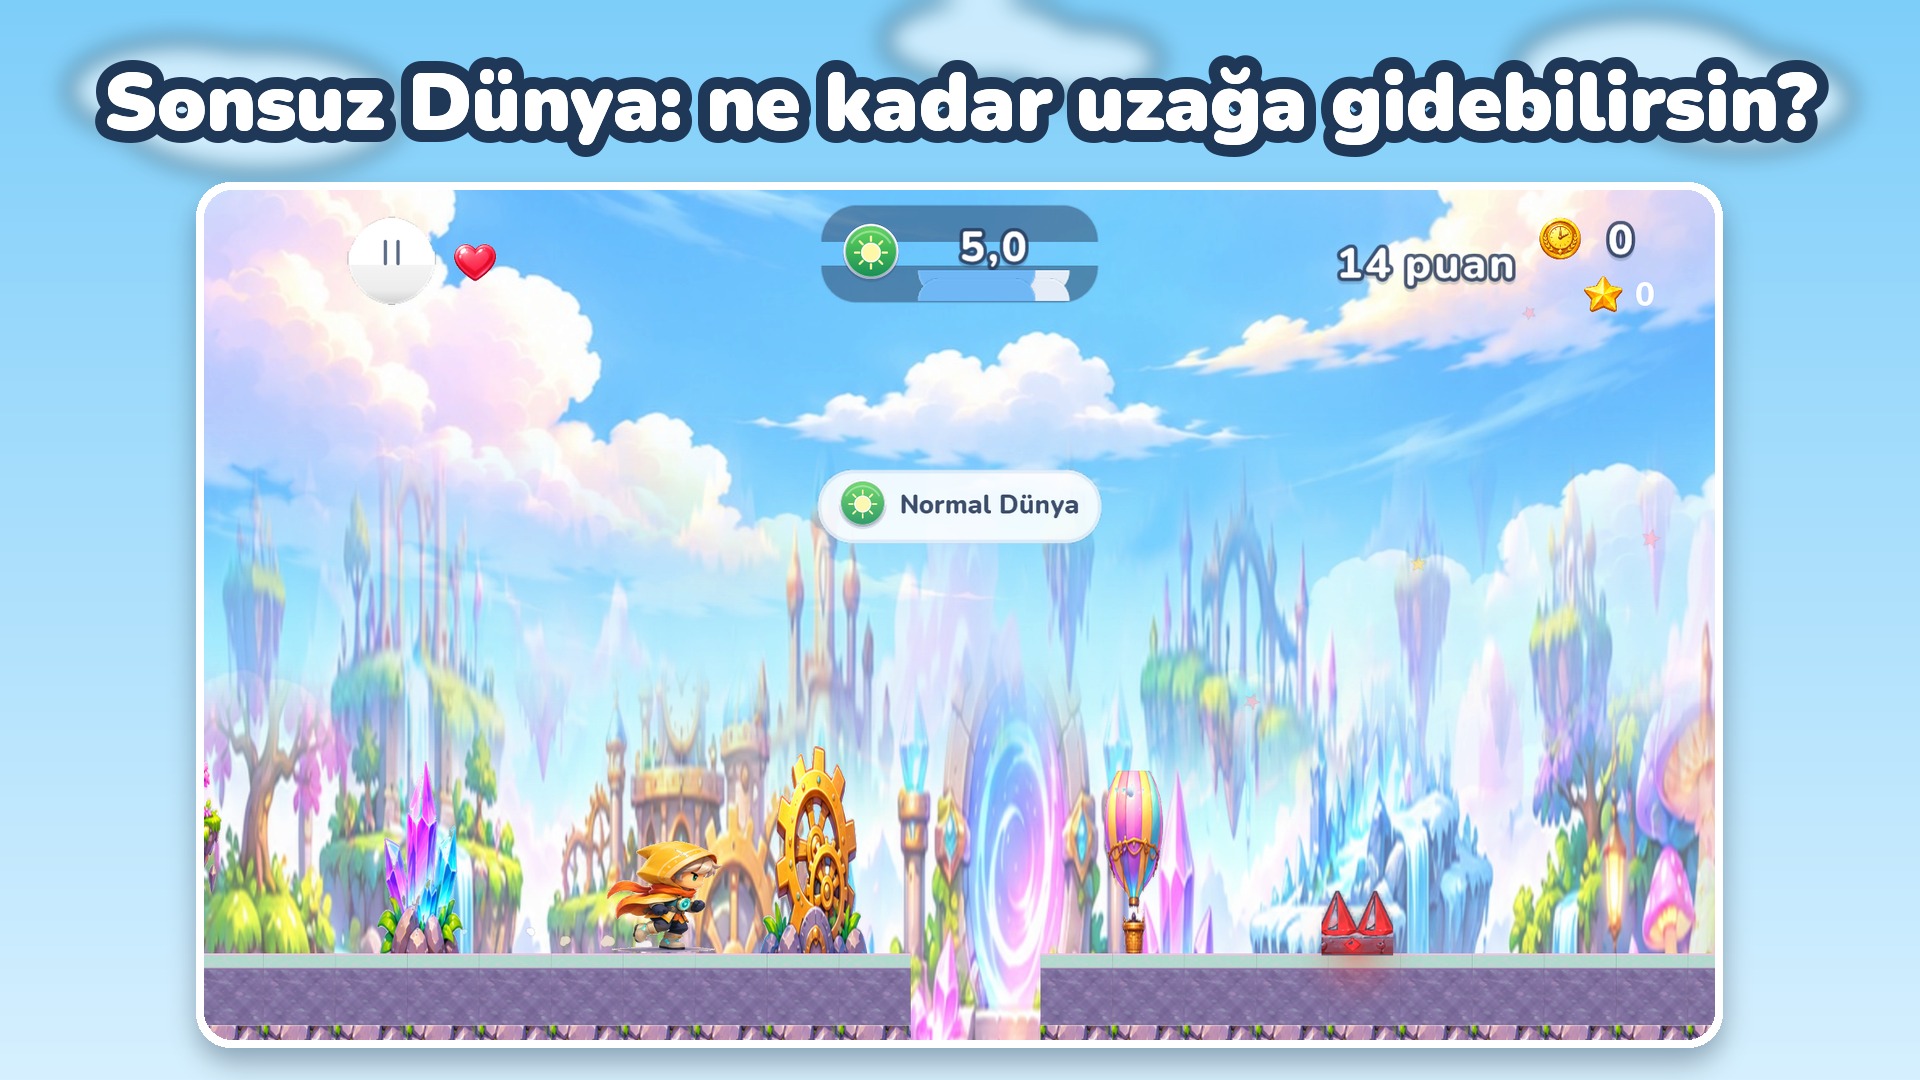 Sonsuz Dünya: ne kadar uzağa gidebilirsin?
5,0
14 puan
0
0
Normal Dünya